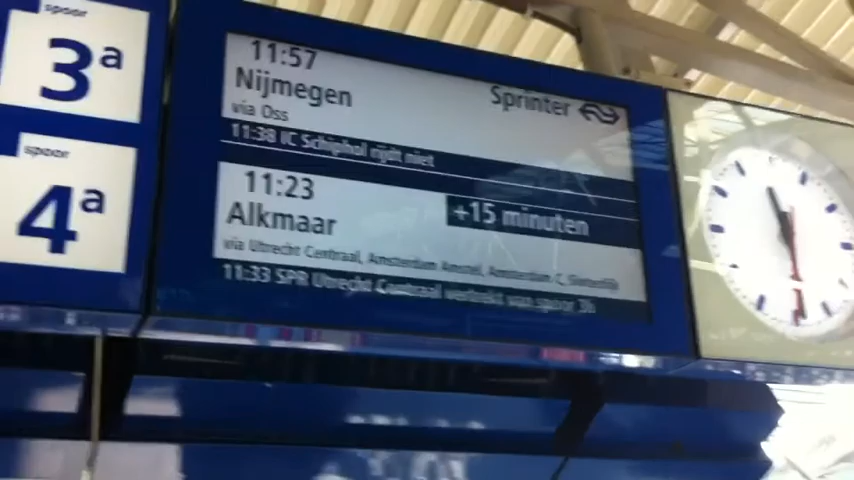 spoor
3a
11:57
Nijmegen
Sprinter
via Oss
11:38 IC Schiphol rijdt niet
spoor
4a
11:23
Alkmaar
+15 minuten
via Utrecht Centraal, Amsterdam Amstel, Amsterdam C, Sloterdijk
11:33 SPR Utrecht Centraal vertrekt van spoor 3b